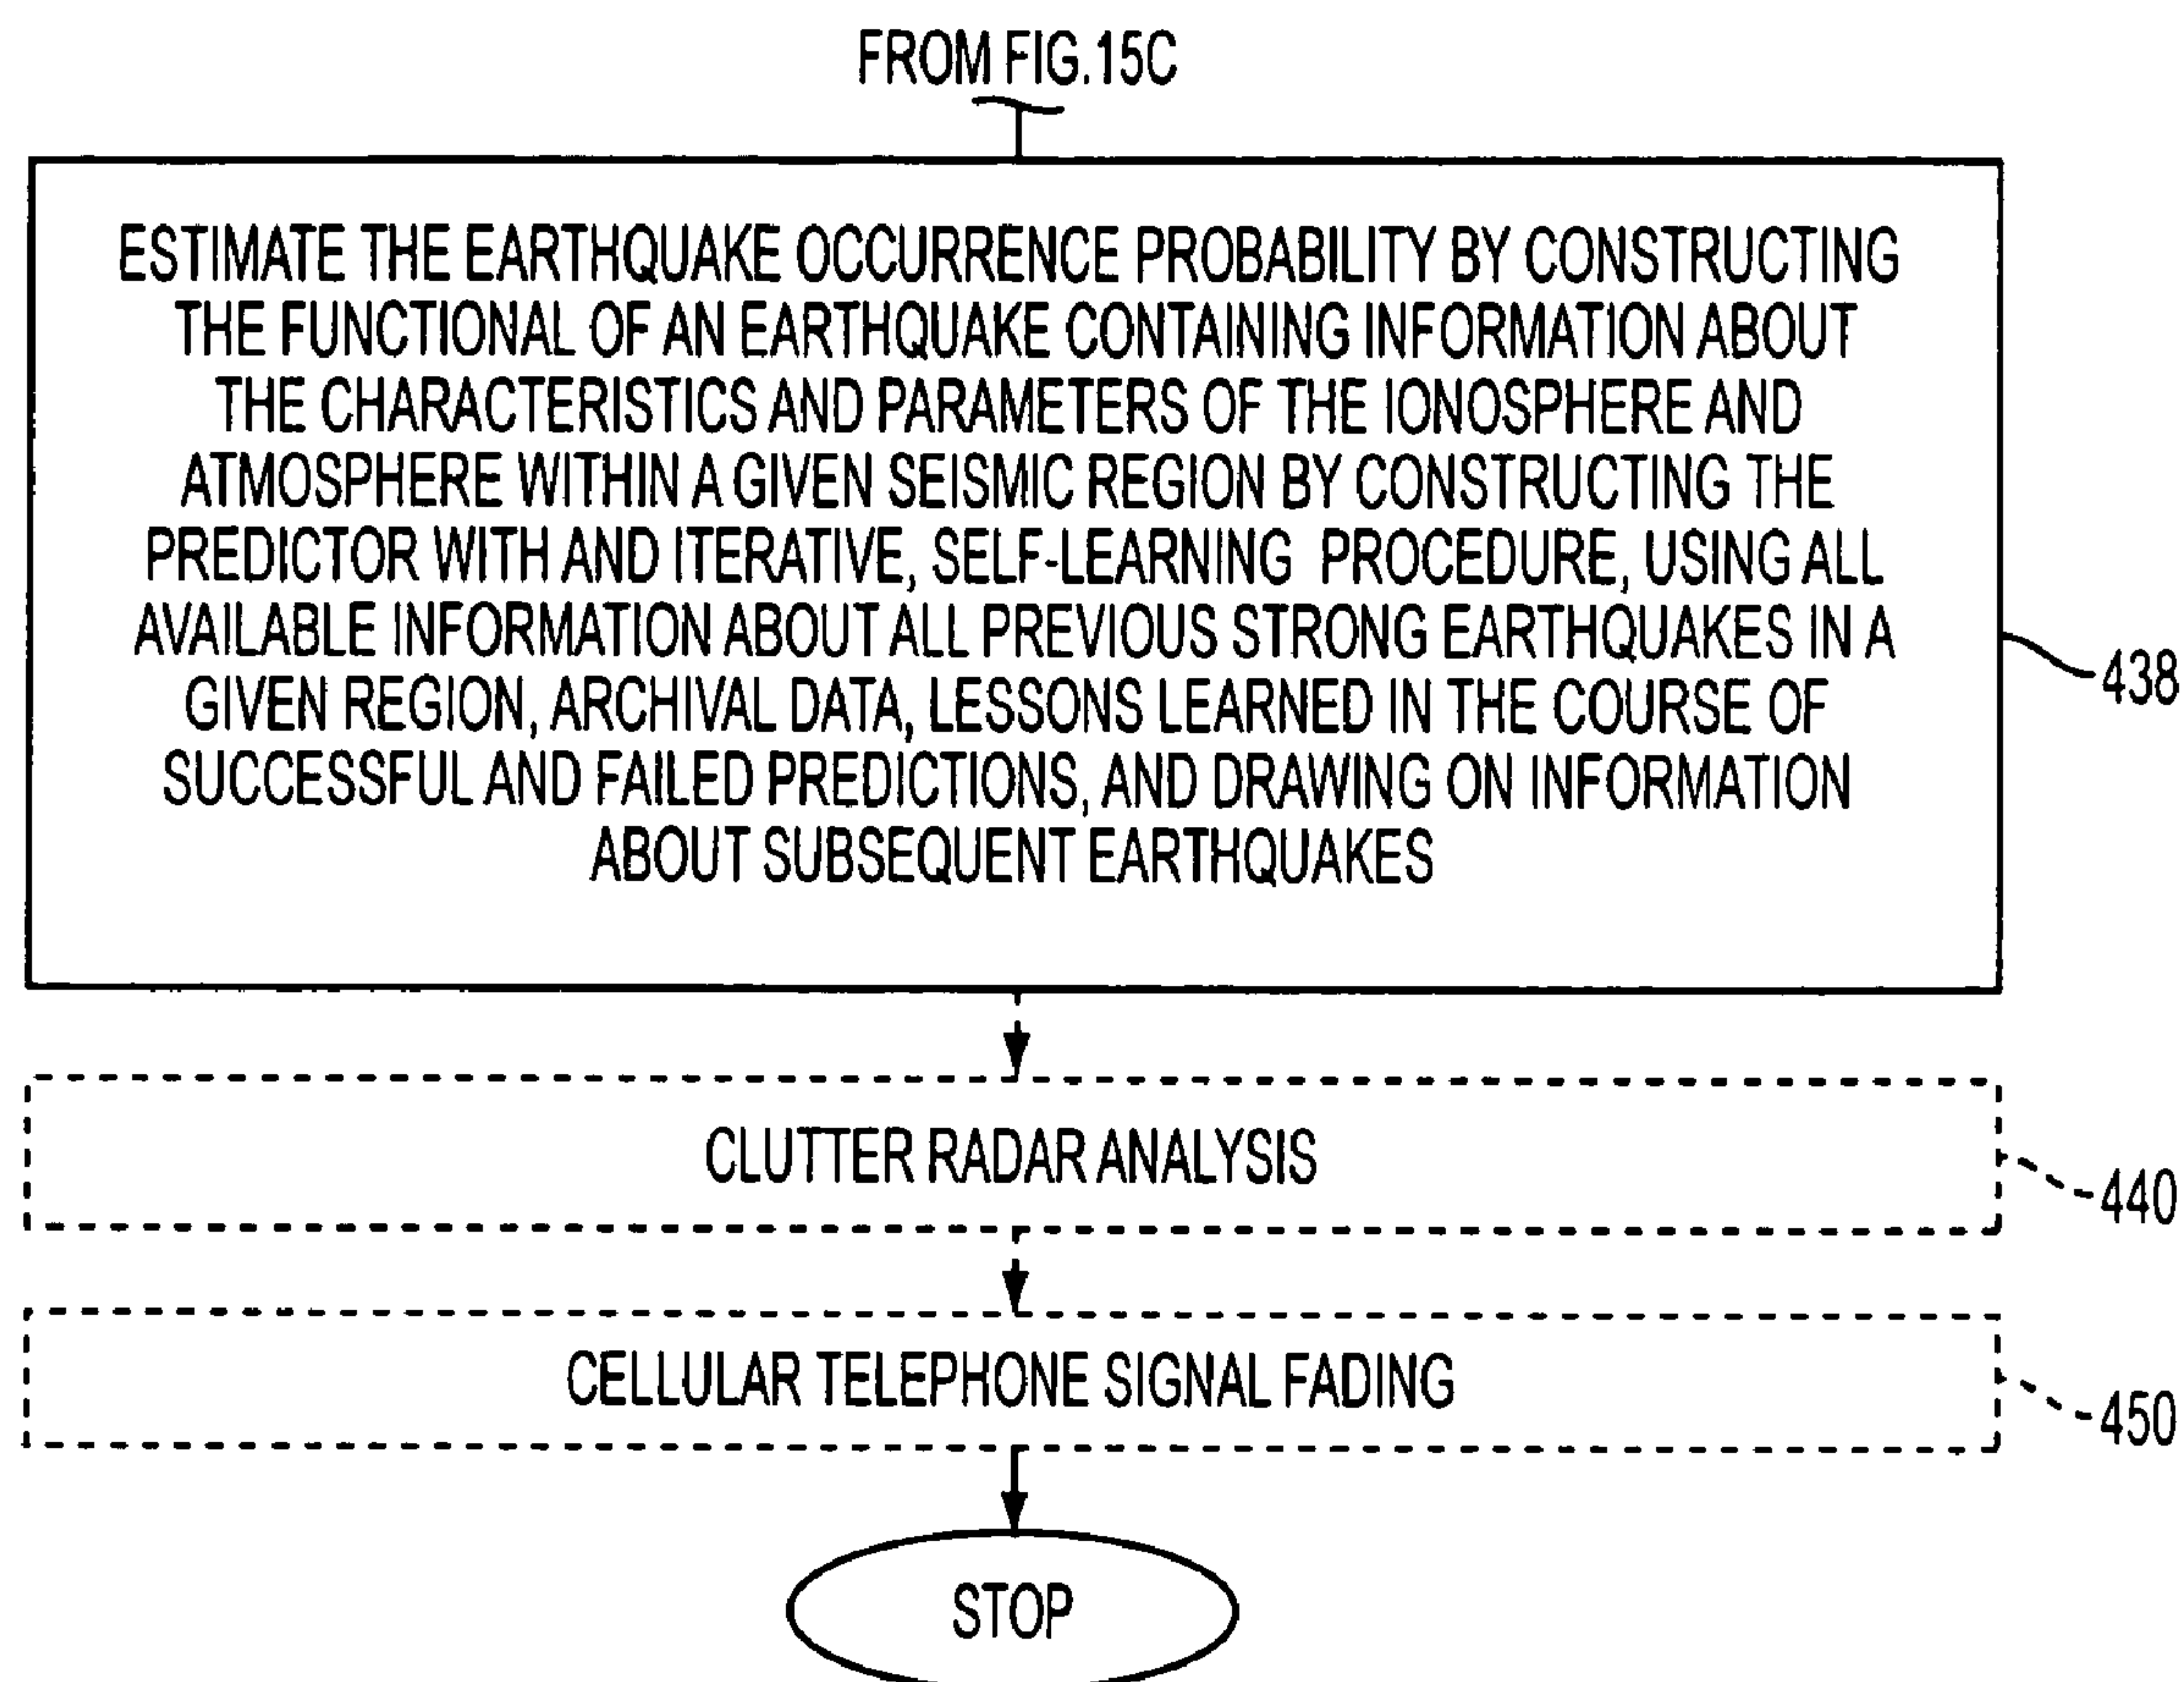 FROM FIG.15C
ESTIMATE THE EARTHQUAKE OCCURRENCE PROBABILITY BY CONSTRUCTING
THE FUNCTIONAL OF AN EARTHQUAKE CONTAINING INFORMATION ABOUT
THE CHARACTERISTICS AND PARAMETERS OF THE IONOSPHERE AND
ATMOSPHERE WITHIN A GIVEN SEISMIC REGION BY CONSTRUCTING THE
PREDICTOR WITH AND ITERATIVE, SELF-LEARNING PROCEDURE, USING ALL
AVAILABLE INFORMATION ABOUT ALL PREVIOUS STRONG EARTHQUAKES IN A
GIVEN REGION, ARCHIVAL DATA, LESSONS LEARNED IN THE COURSE OF
SUCCESSFUL AND FAILED PREDICTIONS, AND DRAWING ON INFORMATION
ABOUT SUBSEQUENT EARTHQUAKES
438
CLUTTER RADAR ANALYSIS
440
CELLULAR TELEPHONE SIGNAL FADING
450
STOP